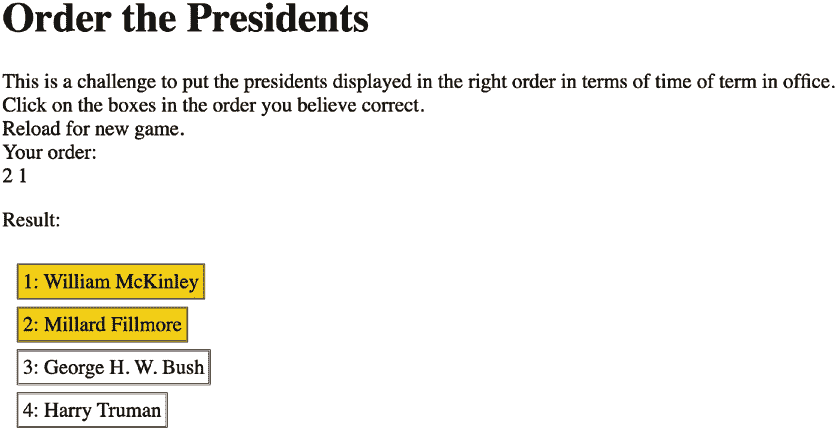 Order the Presidents
This is a challenge to put the presidents displayed in the right order in terms of time of term in office.
Click on the boxes in the order you believe correct.
Reload for new game.
Your order:
2 1
Result:
1: William McKinley
2: Millard Fillmore
3: George H. W. Bush
4: Harry Truman